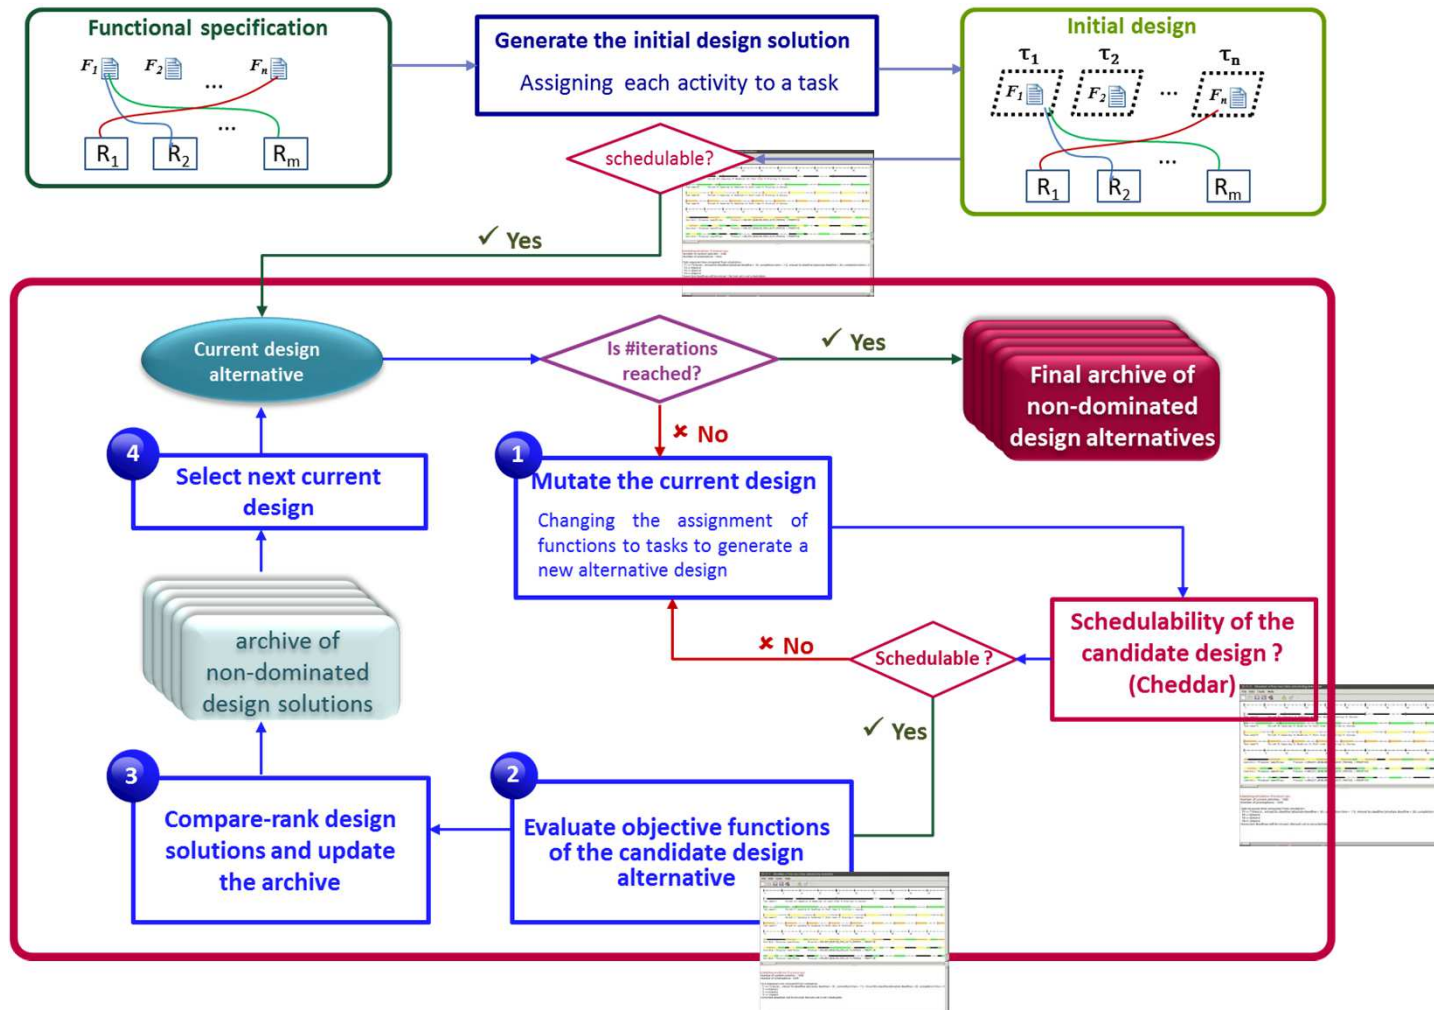 Functional specification
F1 F2 ... Fn
...
R1 R2 Rm
Generate the initial design solution
Assigning each activity to a task
Initial design
τ1 τ2 τn
F1 F2 ... Fn
...
R1 R2 Rm
schedulable?
✓ Yes
Current design
alternative
Is #iterations
reached?
✓ Yes
Final archive of
non-dominated
design alternatives
✘ No
4
Select next current
design
1
Mutate the current design
Changing the assignment of
functions to tasks to generate a
new alternative design
archive of
non-dominated
design solutions
✘ No
Schedulable ?
Schedulability of the
candidate design ?
(Cheddar)
✓ Yes
3
Compare-rank design
solutions and update
the archive
2
Evaluate objective functions
of the candidate design
alternative